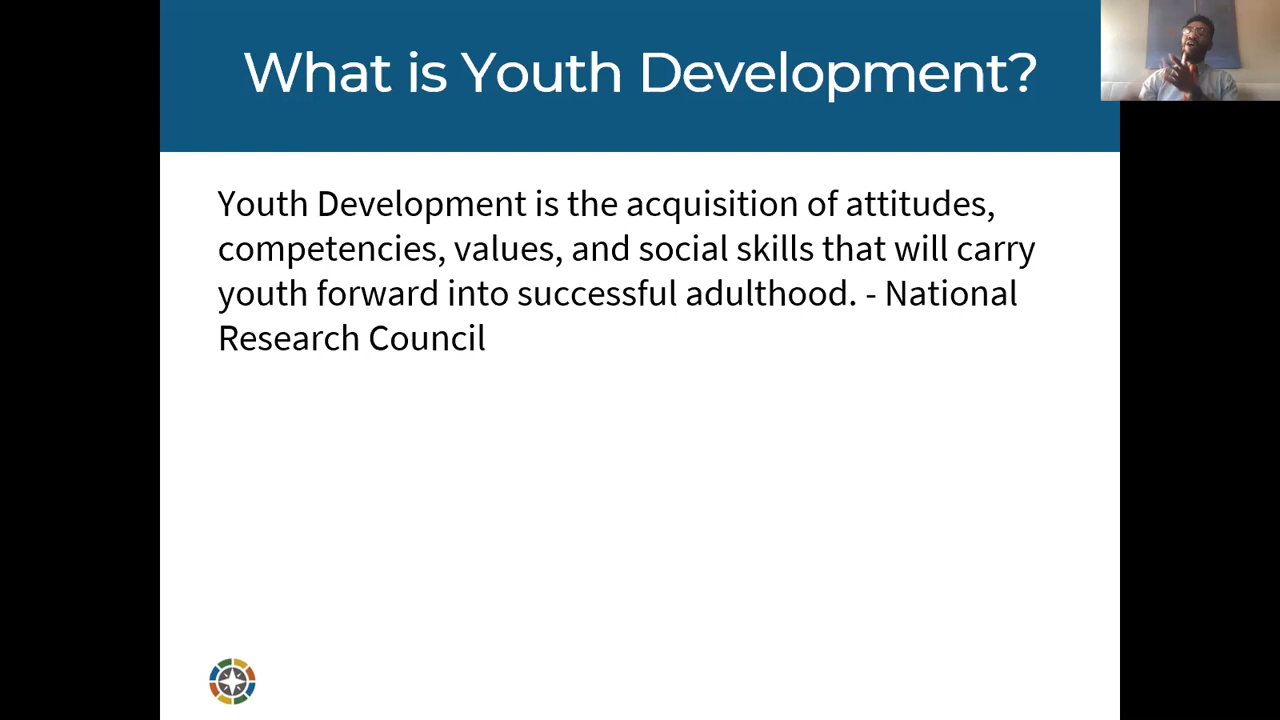 What is Youth Development?
Youth Development is the acquisition of attitudes,
competencies, values, and social skills that will carry
youth forward into successful adulthood. - National
Research Council